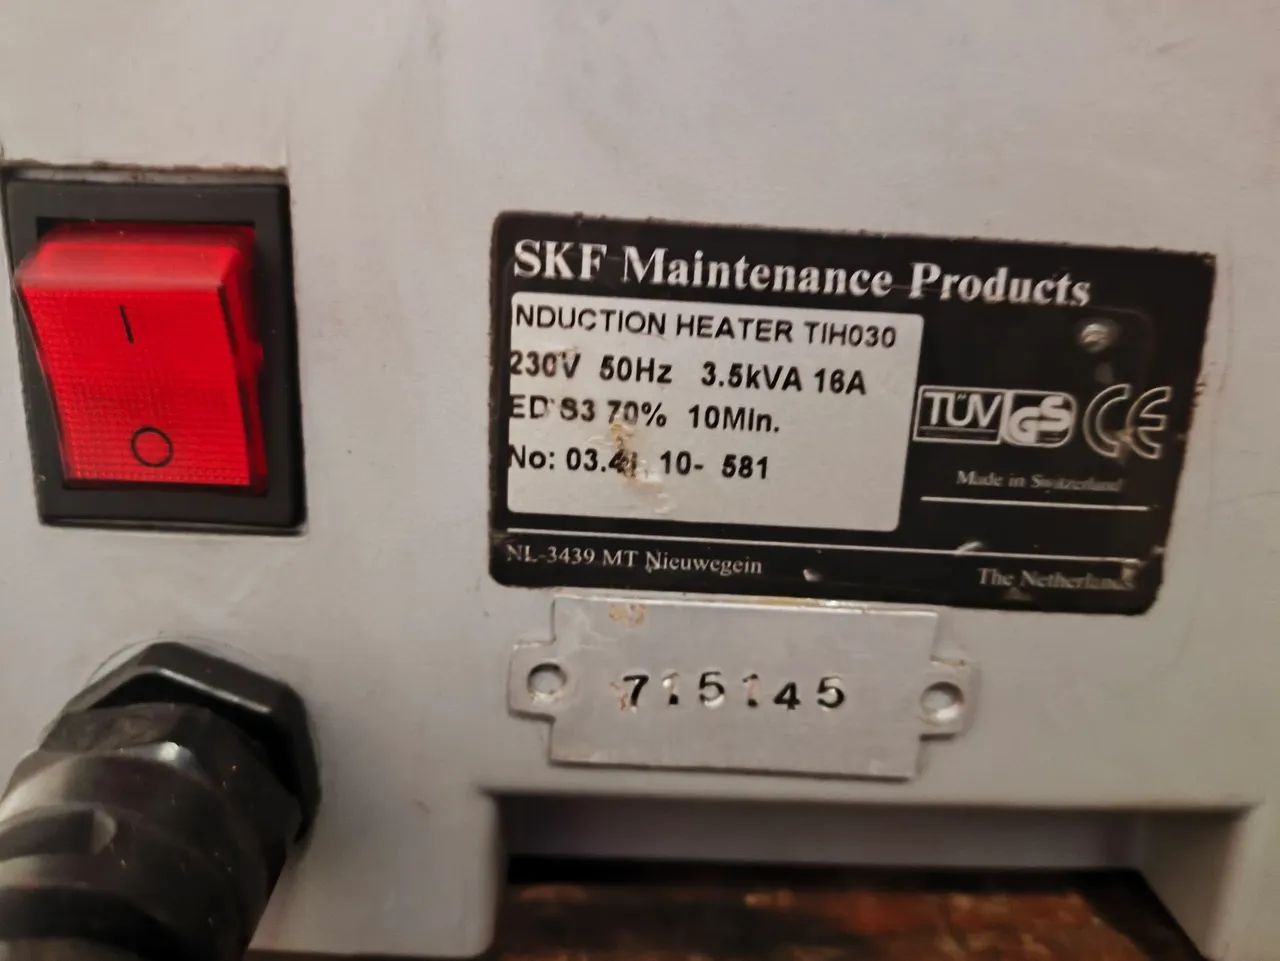 I
O
SKF Maintenance Products
NDUCTION HEATER TIH030
230V 50Hz 3.5kVA 16A
ED S3 70% 10Min.
No: 03.4 10- 581
TÜV GS CE
Made in Switzerland
NL-3439 MT Nieuwegein
The Netherlands